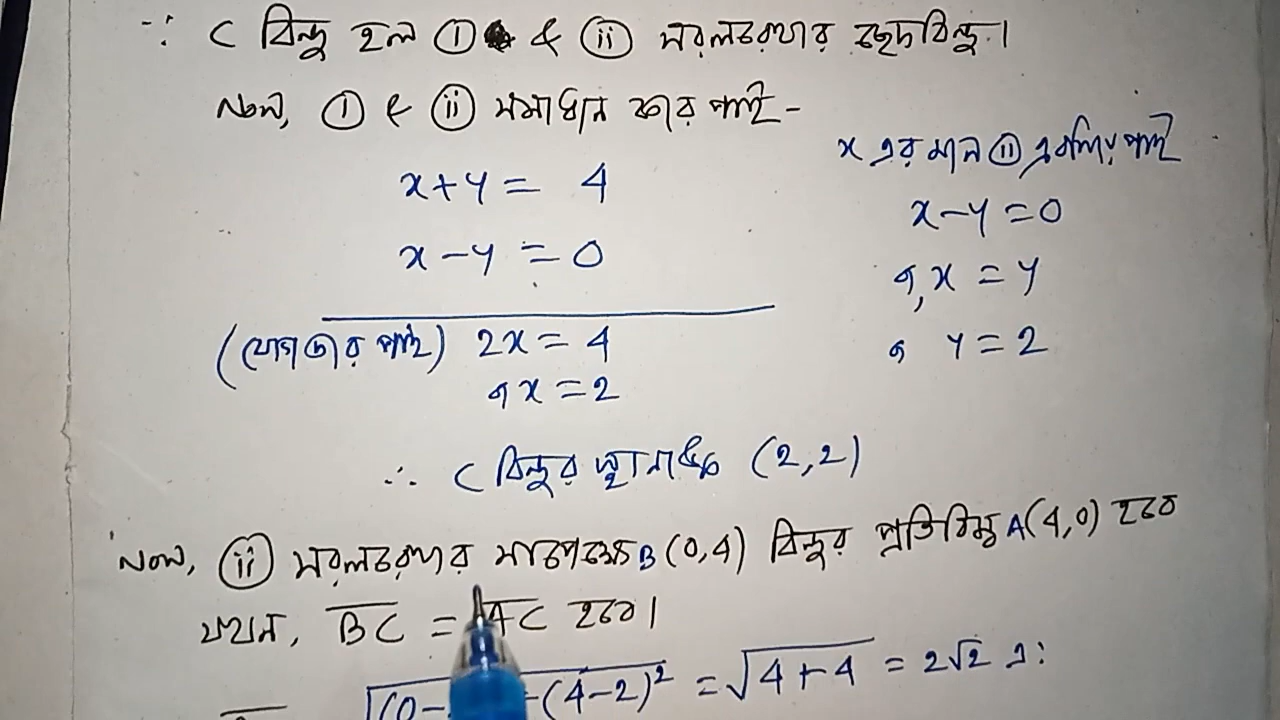 ∵ C বিন্দু হল (i) & (ii) সরলরেখার ছেদবিন্দু।
Now, (i) & (ii) সমাধান করে পাই -
x+y = 4
x-y = 0
(যোগ করে পাই) 2x = 4
বা x = 2
x এর মান (ii) এ বসিয়ে পাই
x-y = 0
বা, x = y
বা y = 2
∴ C বিন্দুর স্থানাঙ্ক (2,2)
Now, (ii) সরলরেখার সাপেক্ষে B(0,4) বিন্দুর প্রতিবিম্ব A(4,0) হবে
যখন, BC = AC হবে।
(4-2)² = √4+4 = 2√2 এ: